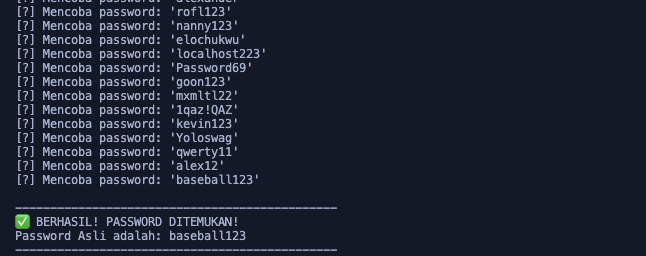 [?] Mencoba password: 'alexander'
[?] Mencoba password: 'rofl123'
[?] Mencoba password: 'nanny123'
[?] Mencoba password: 'elochukwu'
[?] Mencoba password: 'localhost223'
[?] Mencoba password: 'Password69'
[?] Mencoba password: 'goon123'
[?] Mencoba password: 'mxmltl22'
[?] Mencoba password: '1qaz!QAZ'
[?] Mencoba password: 'kevin123'
[?] Mencoba password: 'Yoloswag'
[?] Mencoba password: 'qwerty11'
[?] Mencoba password: 'alex12'
[?] Mencoba password: 'baseball123'
----------------------------------------------
✅ BERHASIL! PASSWORD DITEMUKAN!
Password Asli adalah: baseball123
----------------------------------------------